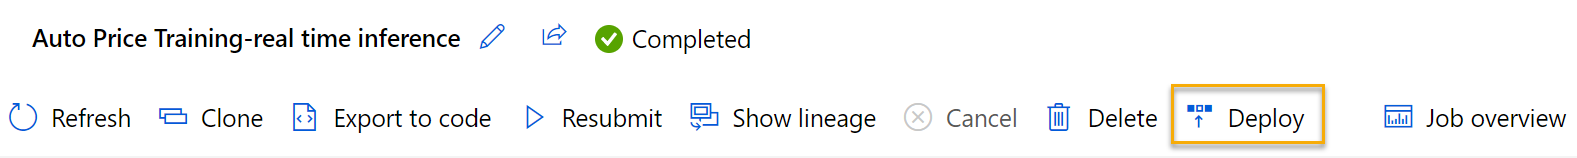 Auto Price Training-real time inference Completed
Refresh Clone Export to code Resubmit Show lineage Cancel Delete Deploy Job overview